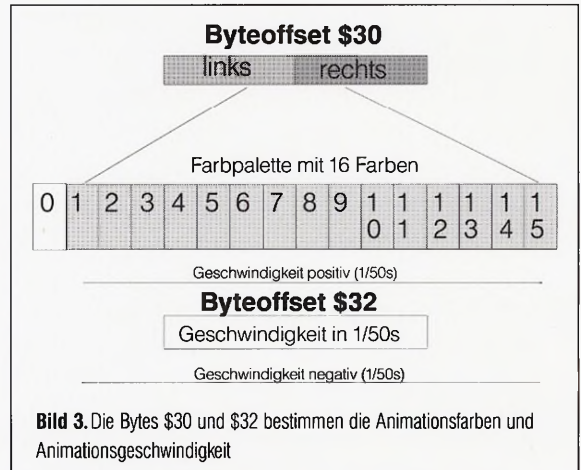 Byteoffset $30
links rechts
Farbpalette mit 16 Farben
0 1 2 3 4 5 6 7 8 9 10 11 12 13 14 15
Geschwindigkeit positiv (1/50s)
Byteoffset $32
Geschwindigkeit in 1/50s
Geschwindigkeit negativ (1/50s)
Bild 3. Die Bytes $30 und $32 bestimmen die Animationsfarben und
Animationsgeschwindigkeit